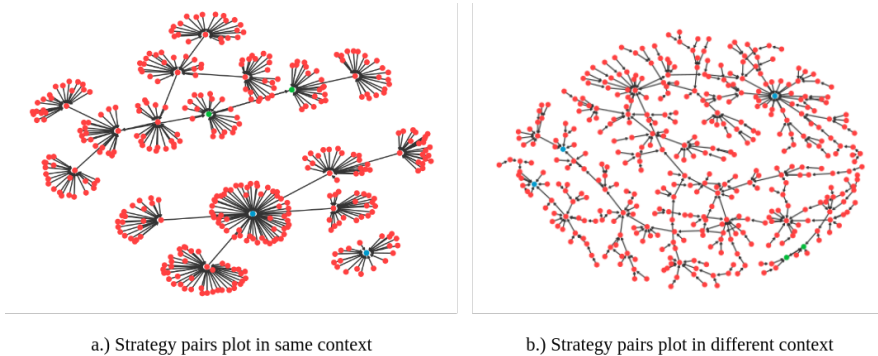 a.) Strategy pairs plot in same context
b.) Strategy pairs plot in different context